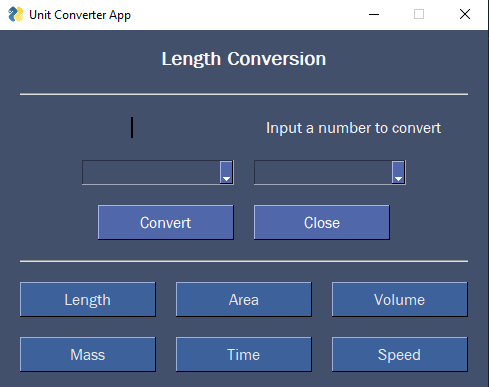 Unit Converter App
Length Conversion
Input a number to convert
Convert Close
Length Area Volume
Mass Time Speed